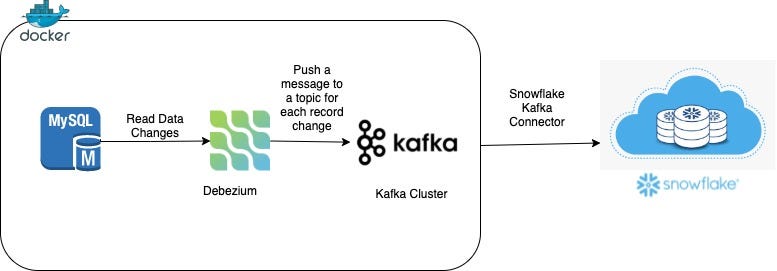 docker
MySQL
M
Read Data
Changes
Debezium
Push a
message to
a topic for
each record
change
kafka
Kafka Cluster
Snowflake
Kafka
Connector
snowflake®